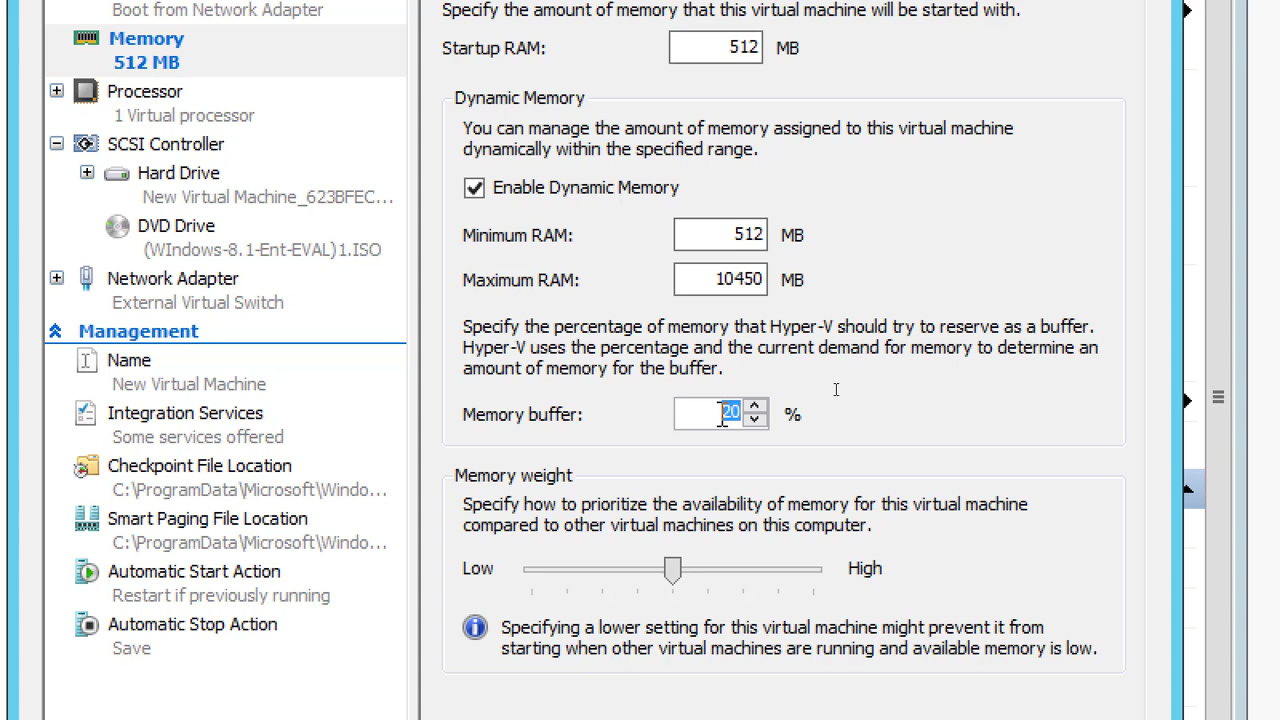 Boot from Network Adapter
Memory
512 MB
Processor
1 Virtual processor
SCSI Controller
Hard Drive
New Virtual Machine_623BFEC...
DVD Drive
(WIndows-8.1-Ent-EVAL)1.ISO
Network Adapter
External Virtual Switch
Management
Name
New Virtual Machine
Integration Services
Some services offered
Checkpoint File Location
C:\ProgramData\Microsoft\Windo...
Smart Paging File Location
C:\ProgramData\Microsoft\Windo...
Automatic Start Action
Restart if previously running
Automatic Stop Action
Save
Specify the amount of memory that this virtual machine will be started with.
Startup RAM: 512 MB
Dynamic Memory
You can manage the amount of memory assigned to this virtual machine
dynamically within the specified range.
Enable Dynamic Memory
Minimum RAM: 512 MB
Maximum RAM: 10450 MB
Specify the percentage of memory that Hyper-V should try to reserve as a buffer.
Hyper-V uses the percentage and the current demand for memory to determine an
amount of memory for the buffer.
Memory buffer: 20 %
Memory weight
Specify how to prioritize the availability of memory for this virtual machine
compared to other virtual machines on this computer.
Low High
Specifying a lower setting for this virtual machine might prevent it from
starting when other virtual machines are running and available memory is low.